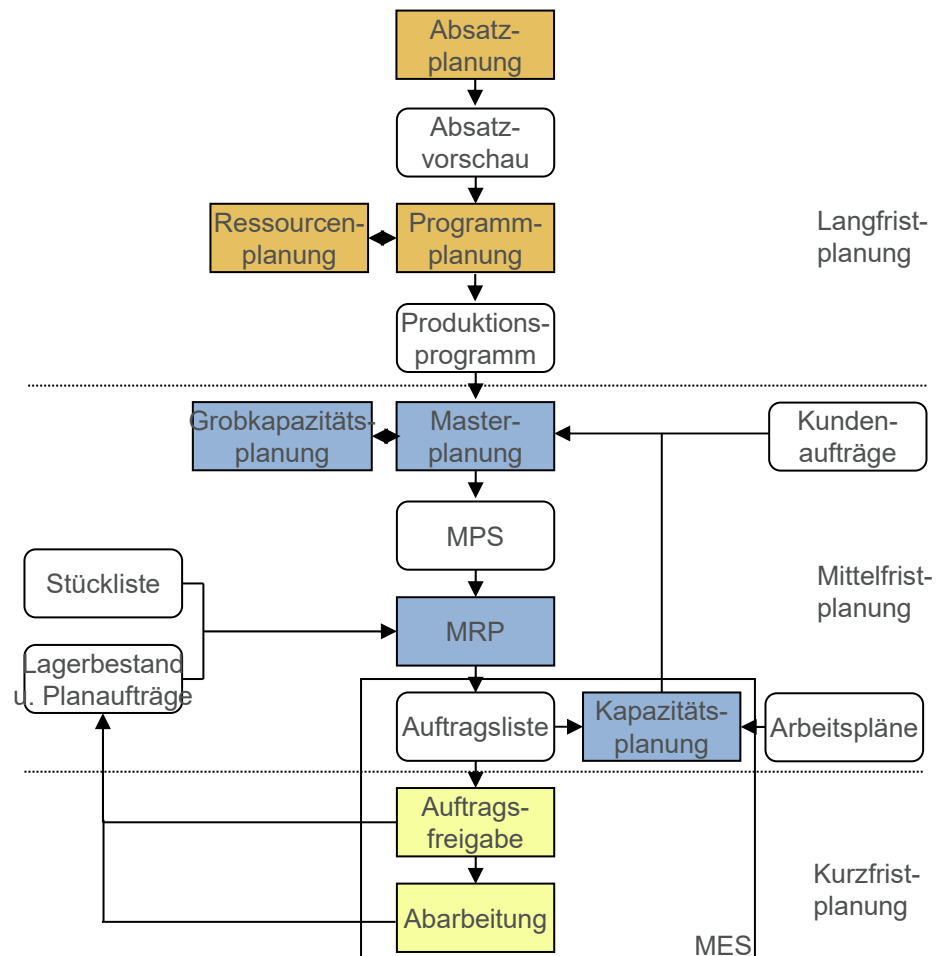 Absatz-
planung
Absatz-
vorschau
Ressourcen-
planung
Programm-
planung
Langfrist-
planung
Produktions-
programm
Grobkapazitäts-
planung
Master-
planung
Kunden-
aufträge
MPS
Stückliste
Mittelfrist-
planung
MRP
Lagerbestand
u. Planaufträge
Auftragsliste
Kapazitäts-
planung
Arbeitspläne
Auftrags-
freigabe
Kurzfrist-
planung
Abarbeitung
MES